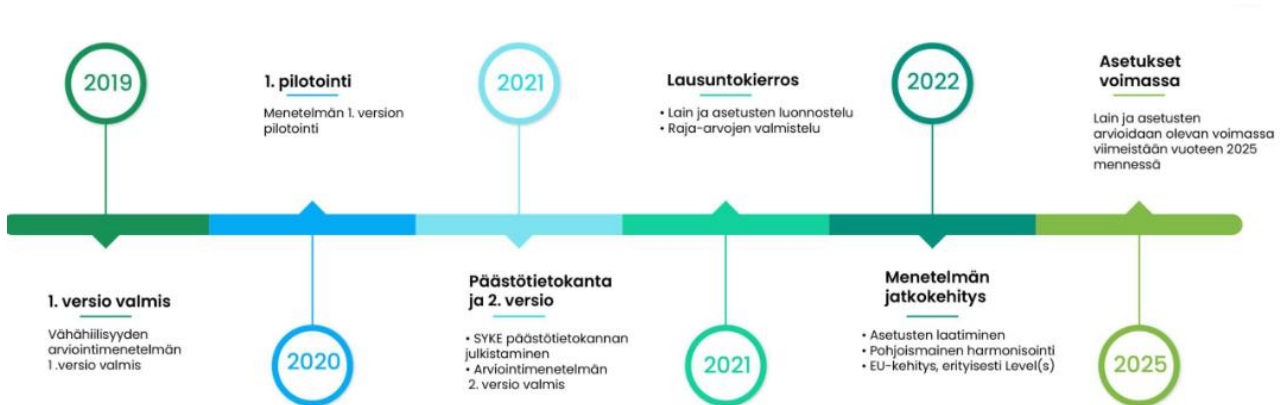 2019
1. versio valmis
Vähähiilisyyden
arviointimenetelmän
1 .versio valmis
1. pilotointi
Menetelmän 1. version
pilotointi
2020
2021
Päästötietokanta
ja 2. versio
• SYKE päästötietokannan
julkistaminen
• Arviointimenetelmän
2. versio valmis
Lausuntokierros
• Lain ja asetusten luonnostelu
• Raja-arvojen valmistelu
2021
2022
Menetelmän
jatkokehitys
• Asetusten laatiminen
• Pohjoismainen harmonisointi
• EU-kehitys, erityisesti Level(s)
Asetukset
voimassa
Lain ja asetusten
arvioidaan olevan voimassa
viimeistään vuoteen 2025
mennessä
2025